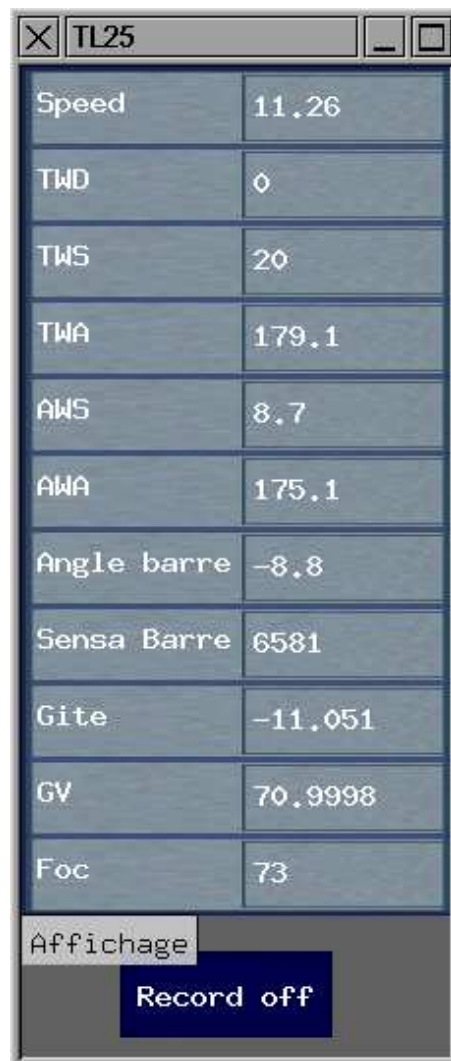 TL25
Speed 11.26
TWD 0
TWS 20
TWA 179.1
AWS 8.7
AWA 175.1
Angle barre -8.8
Sensa Barre 6581
Gite -11.051
GV 70.9998
Foc 73
Affichage
Record off